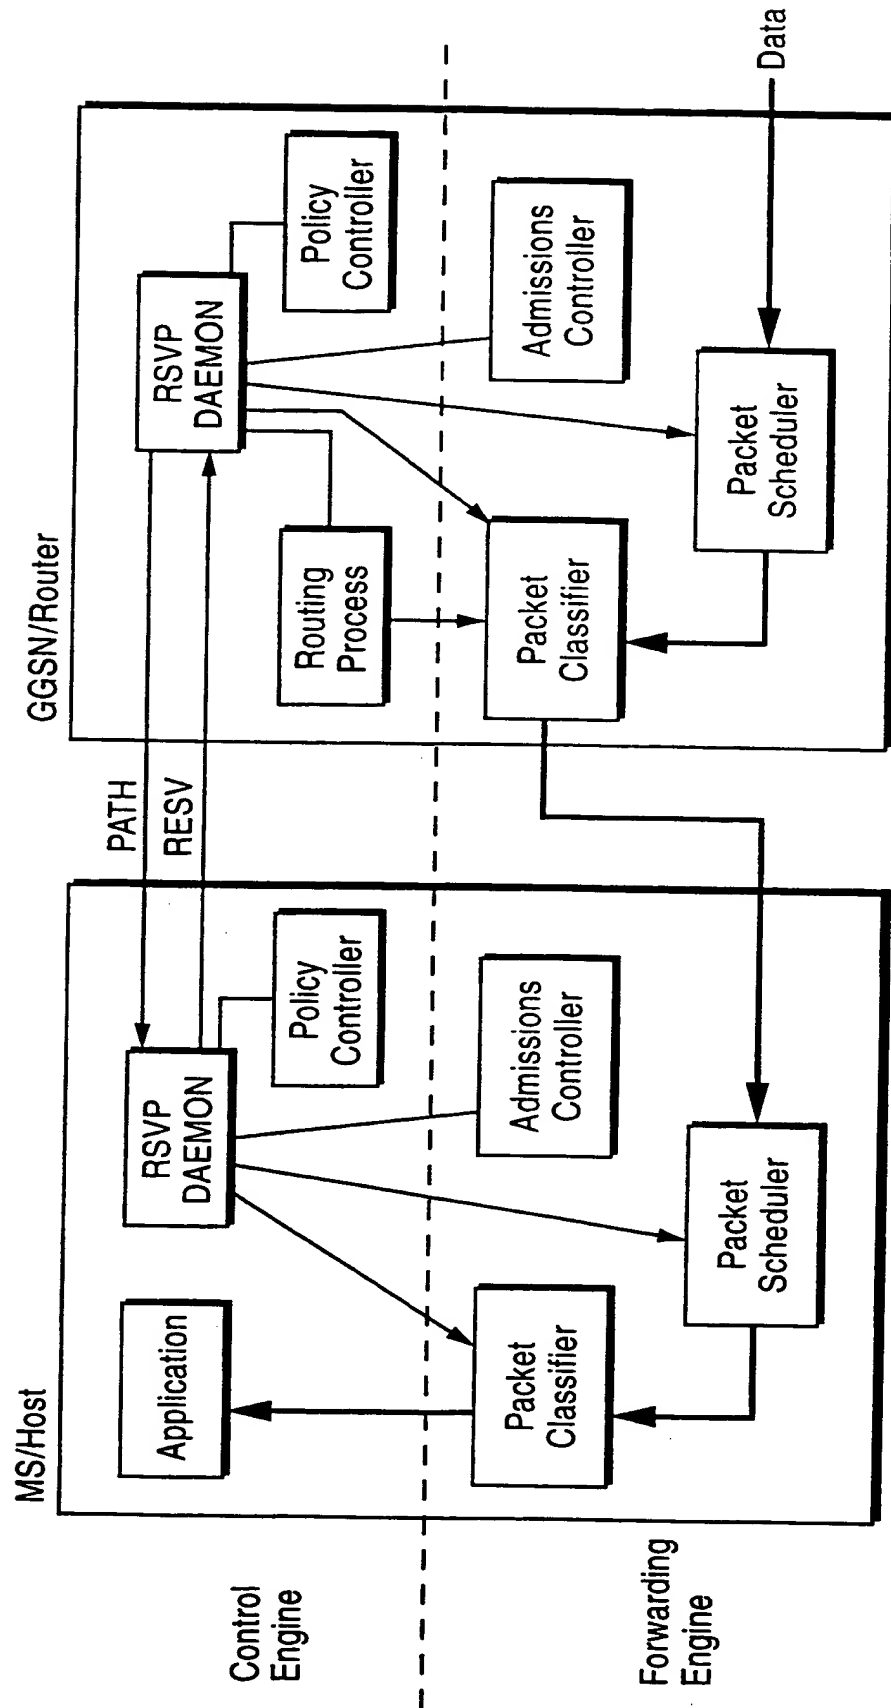 MS/Host
GGSN/Router
Control
Engine
Forwarding
Engine
Application
RSVP
DAEMON
Policy
Controller
Packet
Classifier
Admissions
Controller
Packet
Scheduler
PATH
RESV
RSVP
DAEMON
Routing
Process
Policy
Controller
Packet
Classifier
Admissions
Controller
Packet
Scheduler
Data